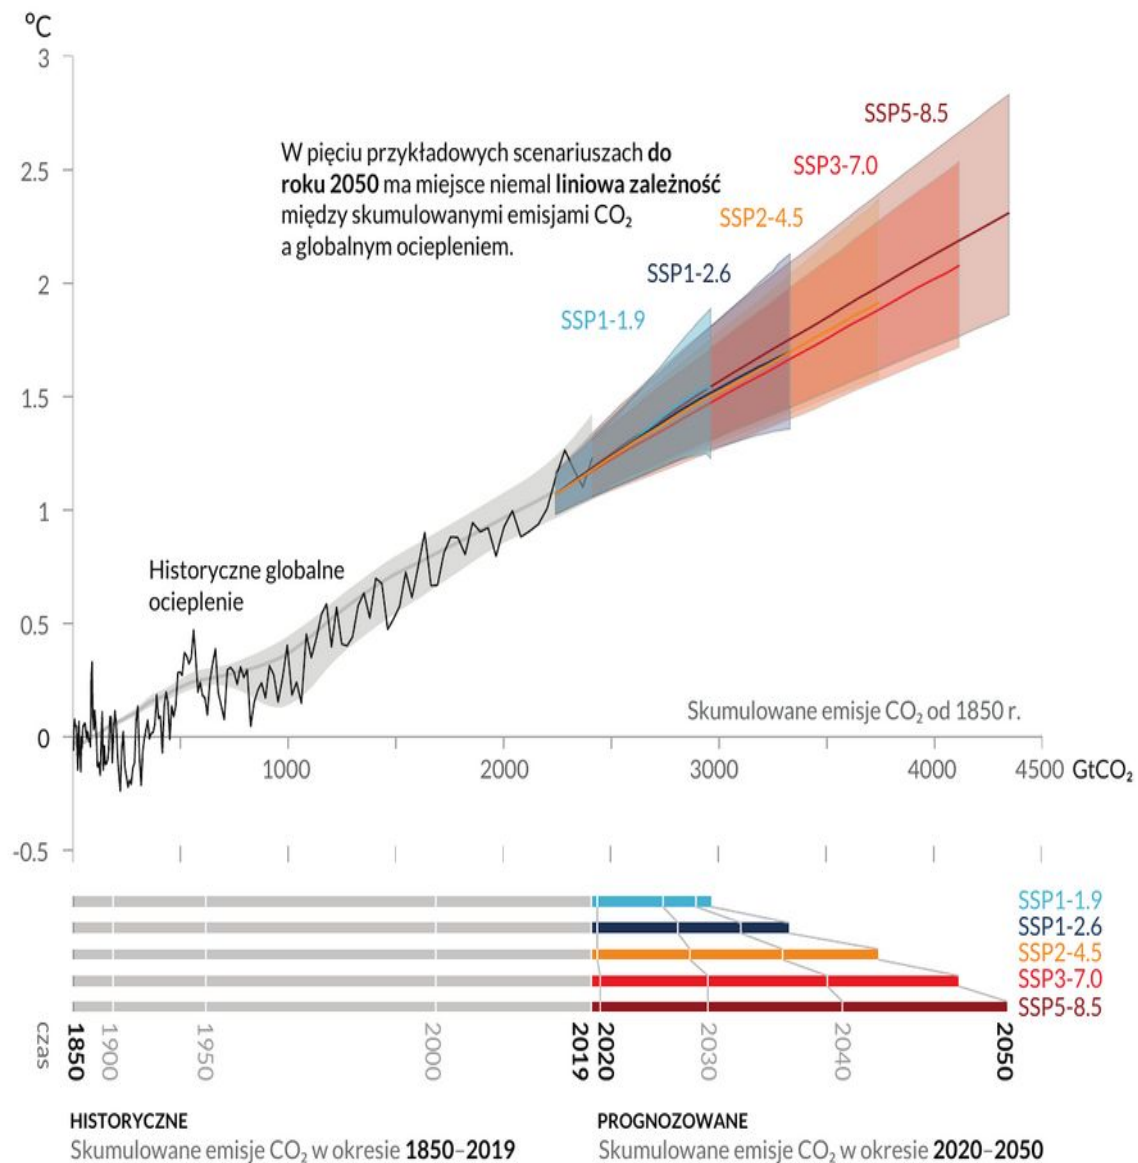 °C
3
SSP5-8.5
W pięciu przykładowych scenariuszach do
roku 2050 ma miejsce niemal liniowa zależność
między skumulowanymi emisjami CO₂
a globalnym ociepleniem.
SSP3-7.0
2.5
SSP2-4.5
SSP1-2.6
2
SSP1-1.9
1.5
1
Historyczne globalne
ocieplenie
0.5
Skumulowane emisje CO₂ od 1850 r.
0
1000
2000
3000
4000
4500 GtCO₂
-0.5
SSP1-1.9
SSP1-2.6
SSP2-4.5
SSP3-7.0
SSP5-8.5
czas
1850
1900
1950
2000
2019
2020
2030
2040
2050
HISTORYCZNE
Skumulowane emisje CO₂ w okresie 1850–2019
PROGNOZOWANE
Skumulowane emisje CO₂ w okresie 2020–2050